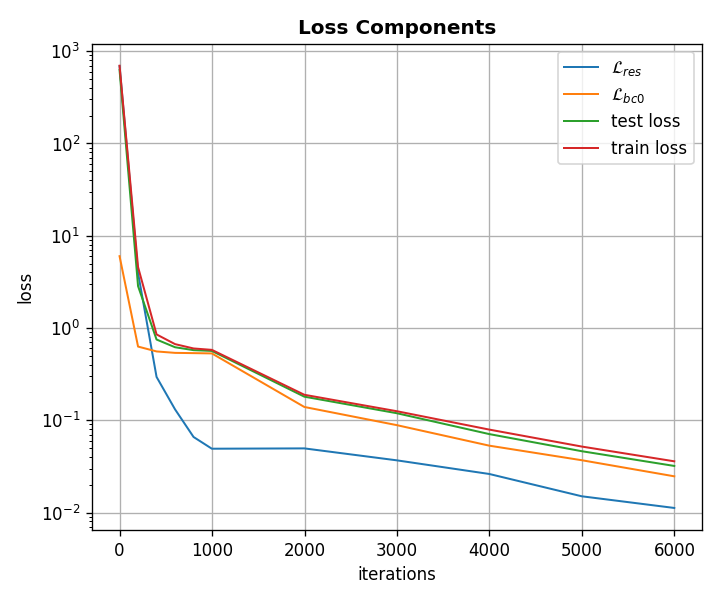 Loss Components
10³
10²
10¹
10⁰
10⁻¹
10⁻²
loss
ℒ_res
ℒ_bc0
test loss
train loss
0 1000 2000 3000 4000 5000 6000
iterations